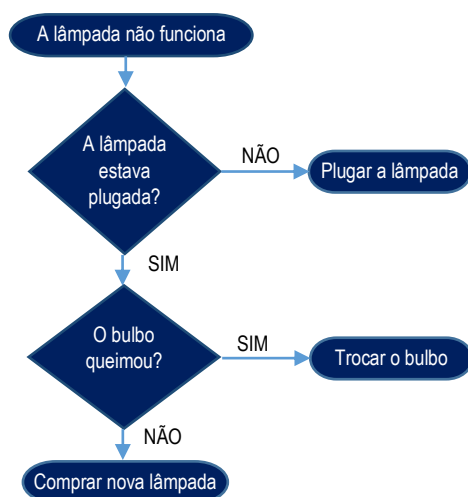 A lâmpada não funciona
A lâmpada
estava
plugada?
NÃO
Plugar a lâmpada
SIM
O bulbo
queimou?
SIM
Trocar o bulbo
NÃO
Comprar nova lâmpada